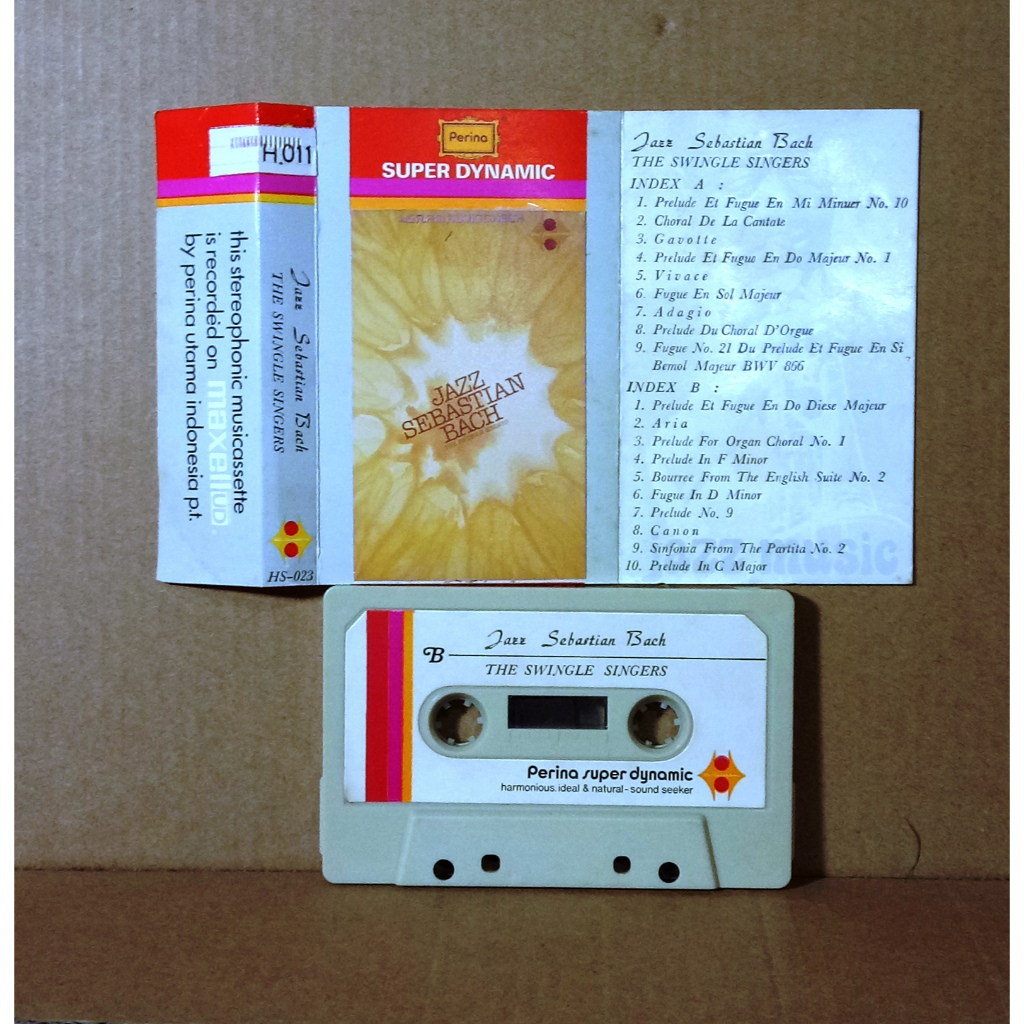 H.011
this stereophonic musicassette
is recorded on maxell UD
by perina utama indonesia p.t.
Jazz Sebastian Bach
THE SWINGLE SINGERS
HS-023
Perina
SUPER DYNAMIC
JAZZ
SEBASTIAN
BACH
Jazz Sebastian Bach
THE SWINGLE SINGERS
INDEX A :
1. Prelude Et Fugue En Mi Minuer No. 10
2. Choral De La Cantate
3. Gavotte
4. Prelude Et Fugue En Do Majeur No. 1
5. Vivace
6. Fugue En Sol Majeur
7. Adagio
8. Prelude Du Choral D'Orgue
9. Fugue No. 21 Du Prelude Et Fugue En Si
Bemol Majeur BWV 866
INDEX B :
1. Prelude Et Fugue En Do Diese Majeur
2. Aria
3. Prelude For Organ Choral No. 1
4. Prelude In F Minor
5. Bourree From The English Suite No. 2
6. Fugue In D Minor
7. Prelude No. 9
8. Canon
9. Sinfonia From The Partita No. 2
10. Prelude In C Major
music
B
Jazz Sebastian Bach
THE SWINGLE SINGERS
Perina super dynamic
harmonious. ideal & natural - sound seeker